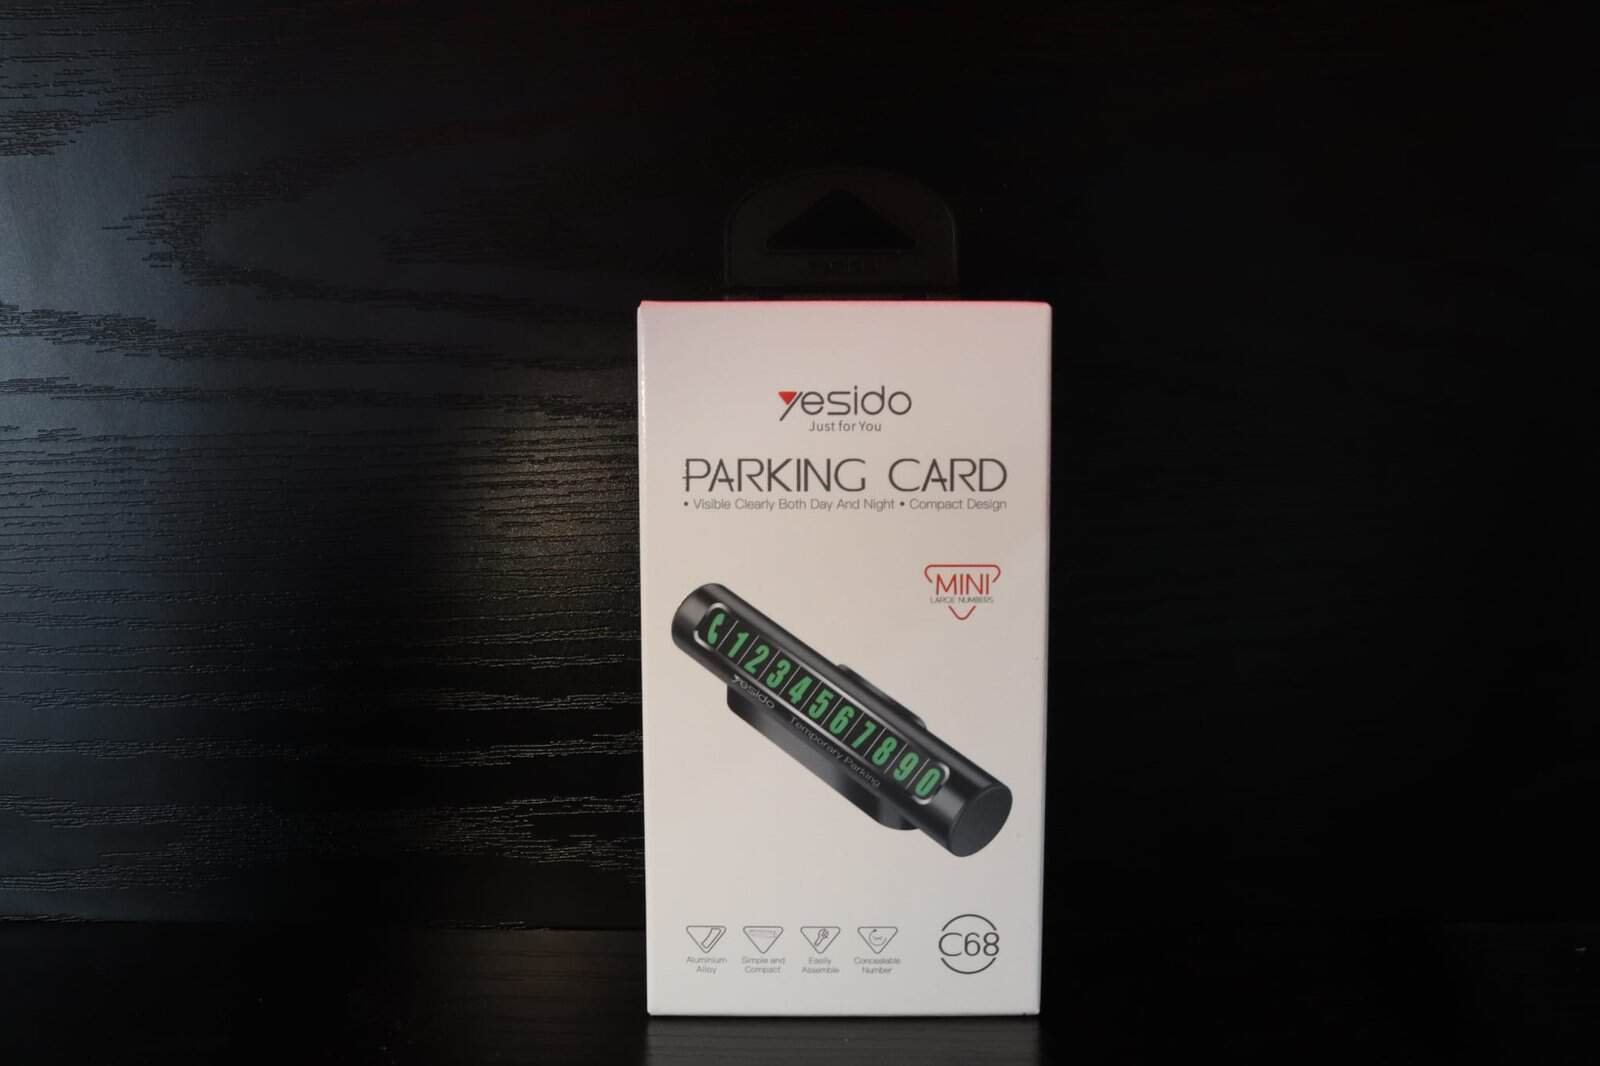 yesido
Just for You
PARKING CARD
• Visible Clearly Both Day And Night • Compact Design
MINI
LARGE NUMBERS
1234567890
yesido Temporary Parking
Aluminium
Alloy
Simple and
Compact
Easily
Assemble
Concealable
Number
C68